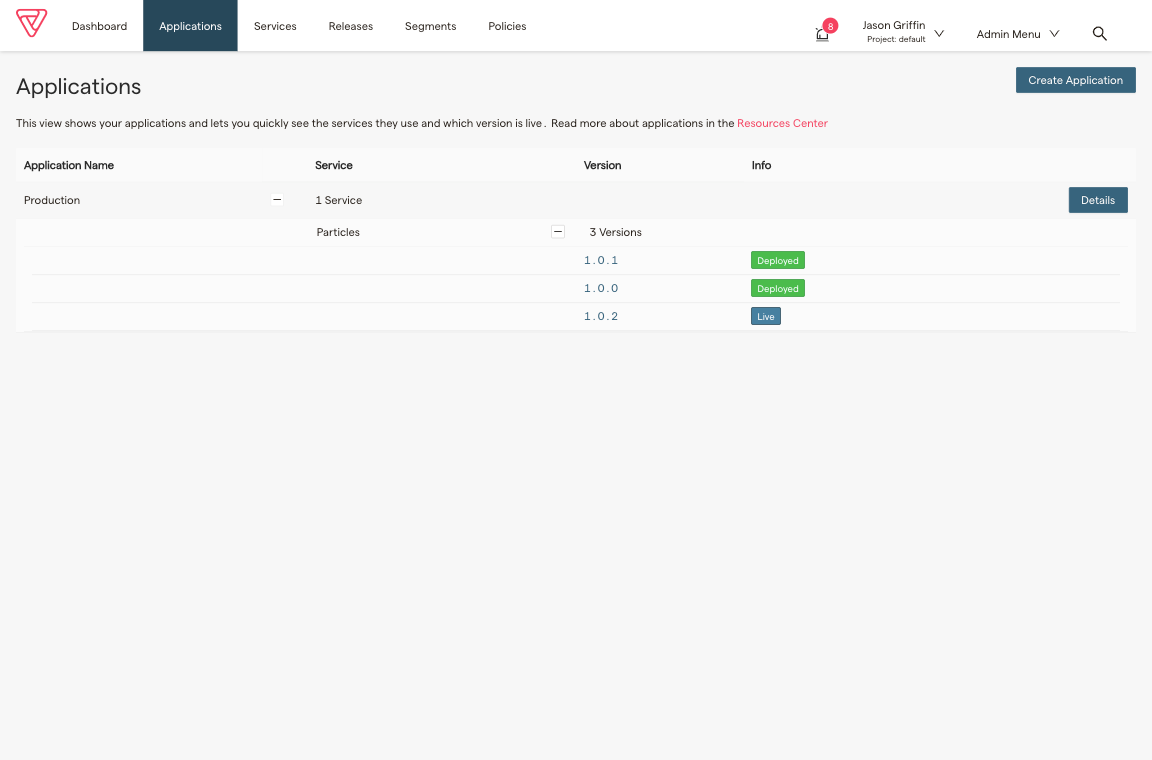 Dashboard Applications Services Releases Segments Policies 8 Jason Griffin Admin Menu
Project: default
Applications Create Application
This view shows your applications and lets you quickly see the services they use and which version is live. Read more about applications in the Resources Center
Application Name Service Version Info
Production 1 Service Details
Particles 3 Versions
1.0.1 Deployed
1.0.0 Deployed
1.0.2 Live